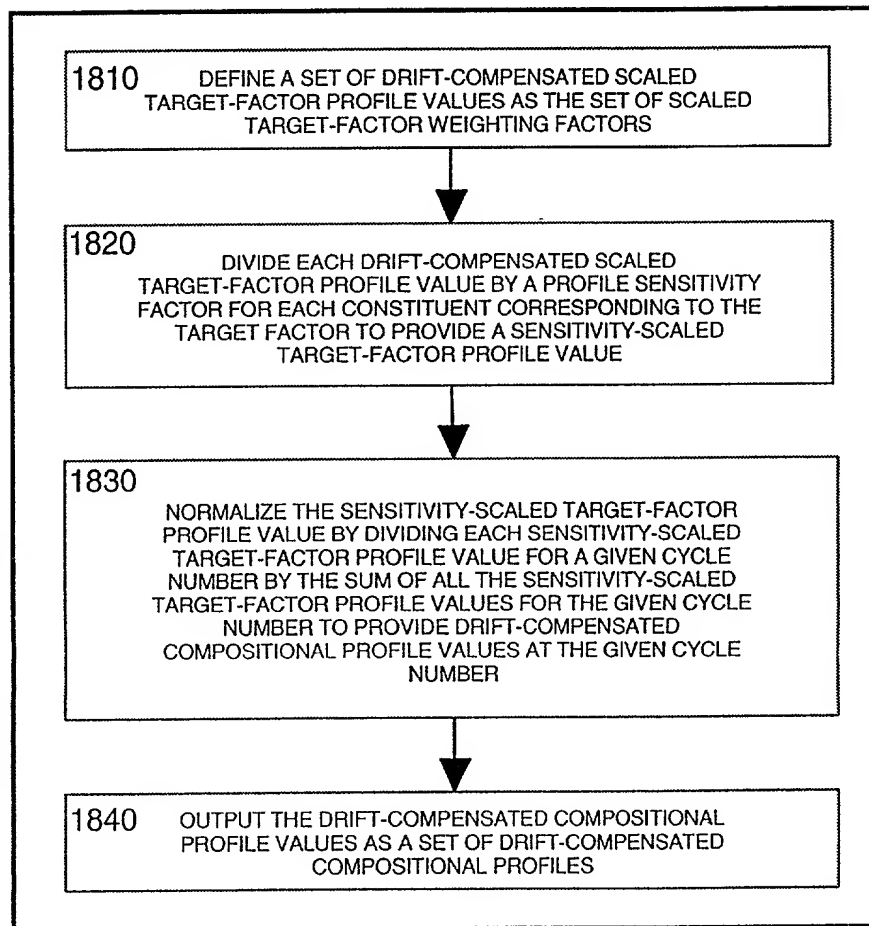 1810 DEFINE A SET OF DRIFT-COMPENSATED SCALED
TARGET-FACTOR PROFILE VALUES AS THE SET OF SCALED
TARGET-FACTOR WEIGHTING FACTORS
1820
DIVIDE EACH DRIFT-COMPENSATED SCALED
TARGET-FACTOR PROFILE VALUE BY A PROFILE SENSITIVITY
FACTOR FOR EACH CONSTITUENT CORRESPONDING TO THE
TARGET FACTOR TO PROVIDE A SENSITIVITY-SCALED
TARGET-FACTOR PROFILE VALUE
1830
NORMALIZE THE SENSITIVITY-SCALED TARGET-FACTOR
PROFILE VALUE BY DIVIDING EACH SENSITIVITY-SCALED
TARGET-FACTOR PROFILE VALUE FOR A GIVEN CYCLE
NUMBER BY THE SUM OF ALL THE SENSITIVITY-SCALED
TARGET-FACTOR PROFILE VALUES FOR THE GIVEN CYCLE
NUMBER TO PROVIDE DRIFT-COMPENSATED
COMPOSITIONAL PROFILE VALUES AT THE GIVEN CYCLE
NUMBER
1840 OUTPUT THE DRIFT-COMPENSATED COMPOSITIONAL
PROFILE VALUES AS A SET OF DRIFT-COMPENSATED
COMPOSITIONAL PROFILES